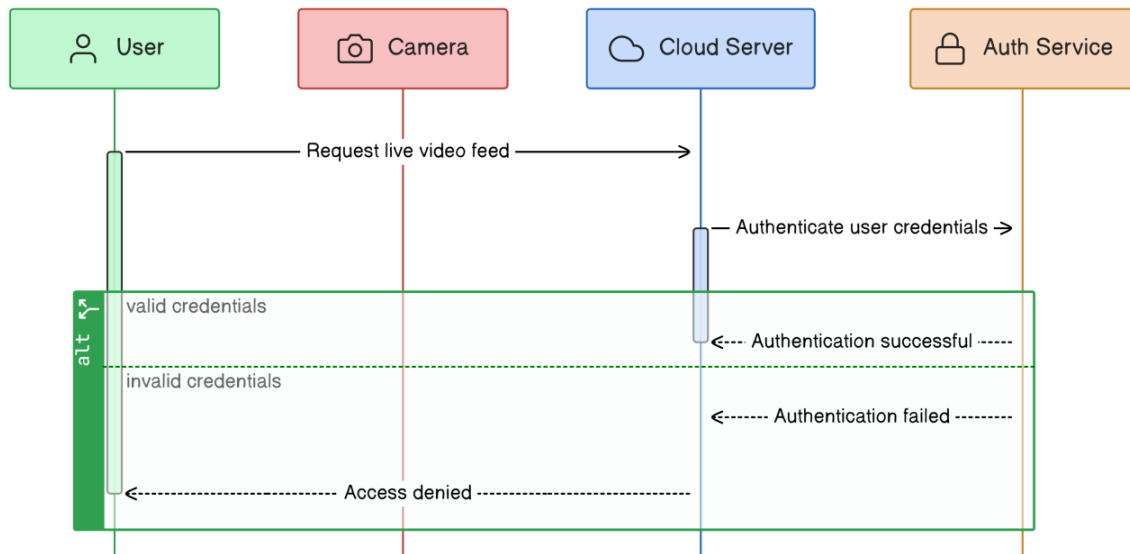 User
Camera
Cloud Server
Auth Service
Request live video feed
Authenticate user credentials
alt
valid credentials
Authentication successful
invalid credentials
Authentication failed
Access denied